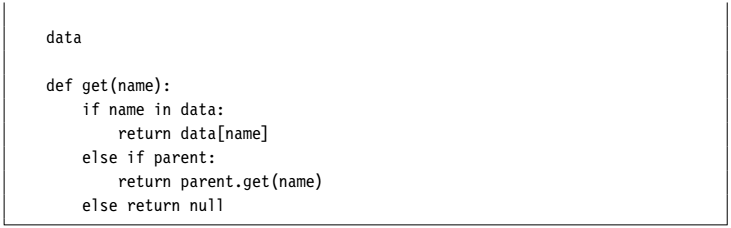 data
def get(name):
if name in data:
return data[name]
else if parent:
return parent.get(name)
else return null